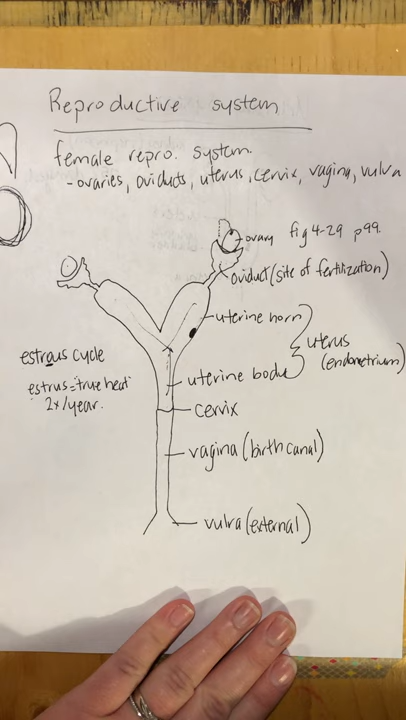 Reproductive system
female repro. system.
- ovaries, oviducts, uterus, cervix, vagina, vulva
ovary fig 4-29 p99.
oviduct (site of fertilization)
uterine horn
uterus
(endometrium)
estrous cycle
estrus = true heat
2x/year.
uterine body
cervix
vagina (birth canal)
vulva (external)